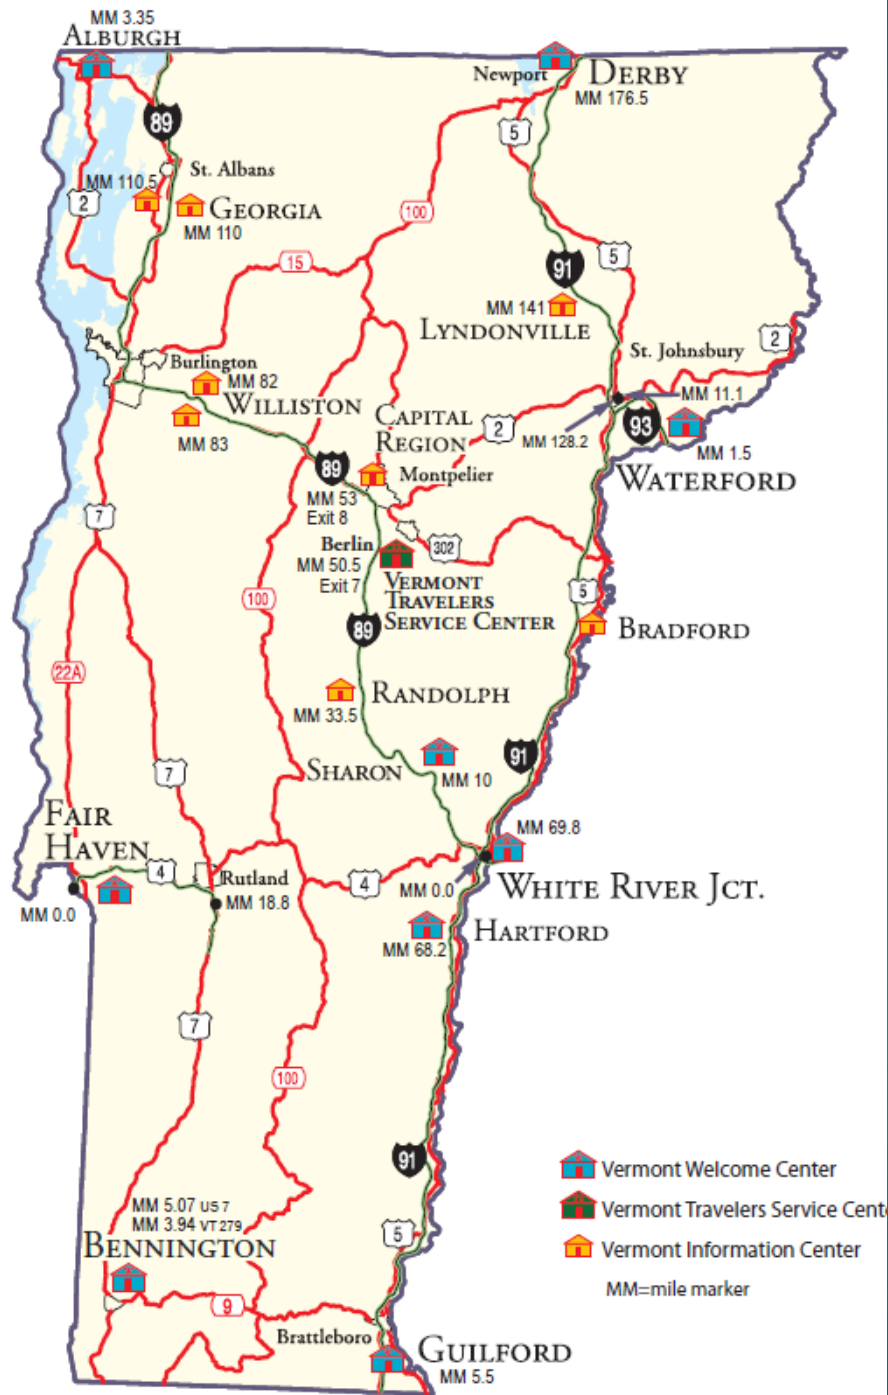 MM 3.35
ALBURGH
Newport
DERBY
MM 176.5
89
5
St. Albans
MM 110.5
2
GEORGIA
MM 110
100
15
91
5
MM 141
LYNDONVILLE
2
St. Johnsbury
Burlington
MM 82
WILLISTON
MM 83
MM 11.1
CAPITAL
REGION
2
MM 128.2
93
MM 1.5
WATERFORD
89
Montpelier
MM 53
Exit 8
7
Berlin
MM 50.5
Exit 7
302
VERMONT
TRAVELERS
SERVICE CENTER
100
5
89
BRADFORD
22A
RANDOLPH
MM 33.5
91
7
SHARON
MM 10
FAIR
HAVEN
MM 69.8
4
Rutland
4
MM 0.0
WHITE RIVER JCT.
MM 0.0
MM 18.8
HARTFORD
MM 68.2
7
100
91
Vermont Welcome Center
MM 5.07 US 7
MM 3.94 VT 279
Vermont Travelers Service Cente
BENNINGTON
5
Vermont Information Center
MM=mile marker
9
Brattleboro
GUILFORD
MM 5.5